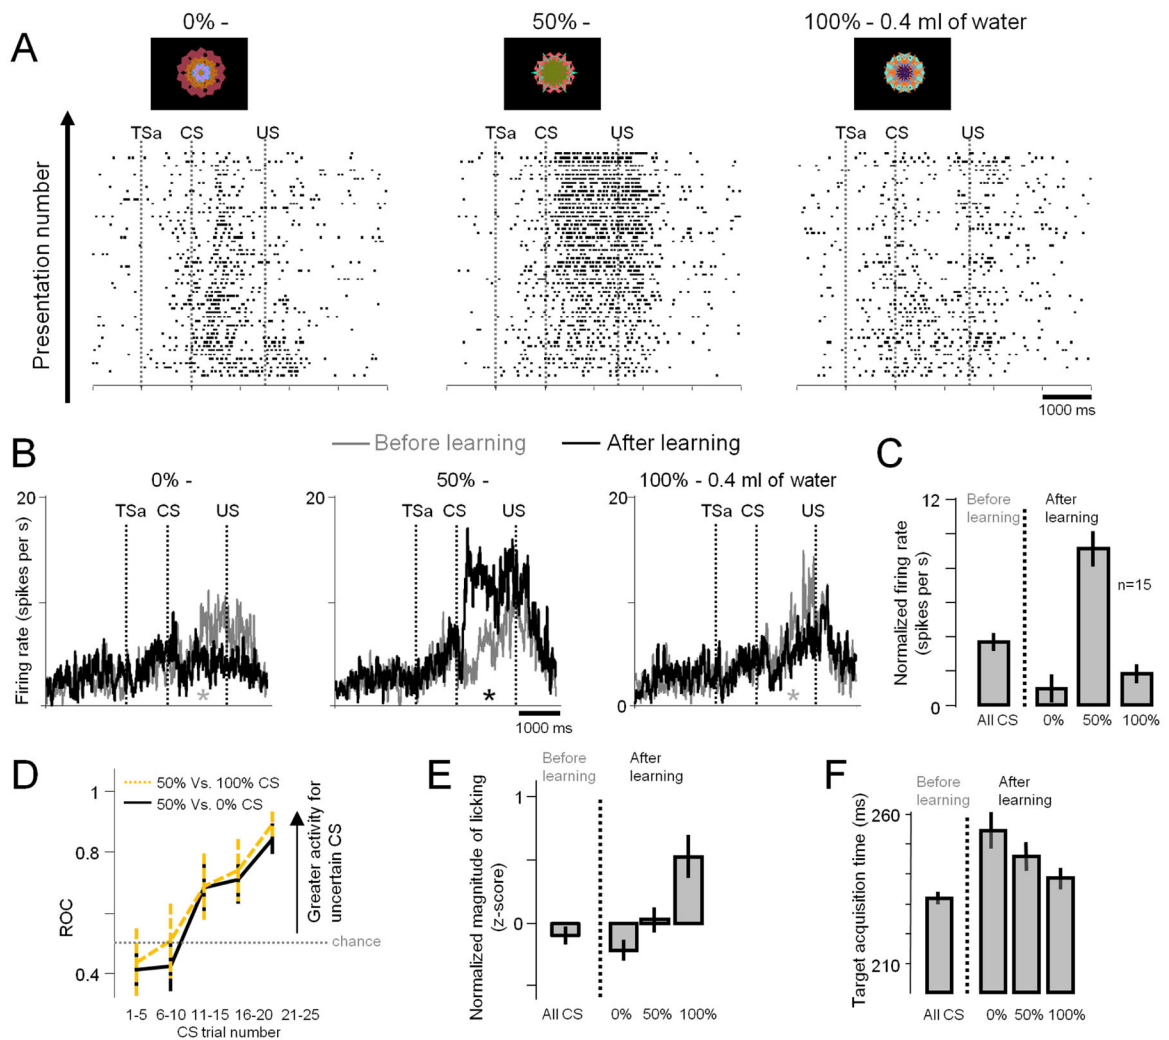 A
0% -
50% -
100% - 0.4 ml of water
TSa CS US
TSa CS US
TSa CS US
Presentation number
1000 ms
B
Before learning
After learning
0% -
50% -
100% - 0.4 ml of water
Firing rate (spikes per s)
20
TSa CS US
20
TSa CS US
20
TSa CS US
0
*
*
*
1000 ms
C
Normalized firing rate
(spikes per s)
12
0
Before
learning
After
learning
n=15
All CS
0%
50%
100%
D
50% Vs. 100% CS
50% Vs. 0% CS
ROC
1
0.8
0.6
0.4
chance
Greater activity for
uncertain CS
1-5 6-10 11-15 16-20 21-25
CS trial number
E
Normalized magnitude of licking
(z-score)
Before
learning
After
learning
1
0
All CS
0%
50%
100%
F
Target acquisition time (ms)
Before
learning
After
learning
260
210
All CS
0%
50%
100%